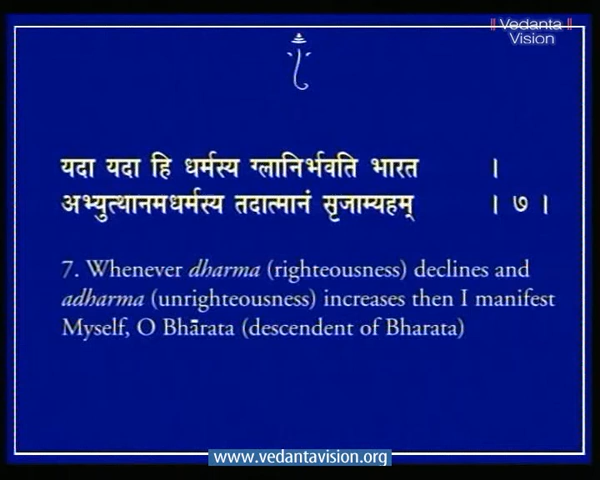 || Vedanta ||
Vision
यदा यदा हि धर्मस्य ग्लानिर्भवति भारत ।
अभ्युत्थानमधर्मस्य तदात्मानं सृजाम्यहम् । ७ ।
7. Whenever dharma (righteousness) declines and
adharma (unrighteousness) increases then I manifest
Myself, O Bhārata (descendent of Bharata)
www.vedantavision.org